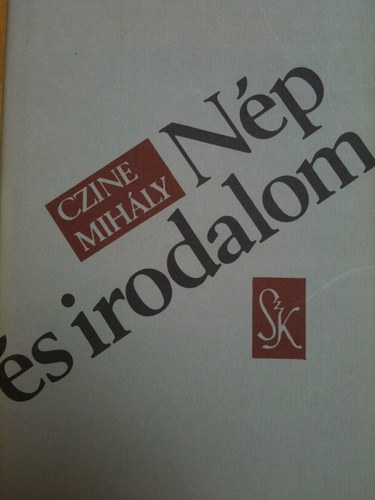 CZINE
MIHÁLY
Nép
és irodalom
SzK